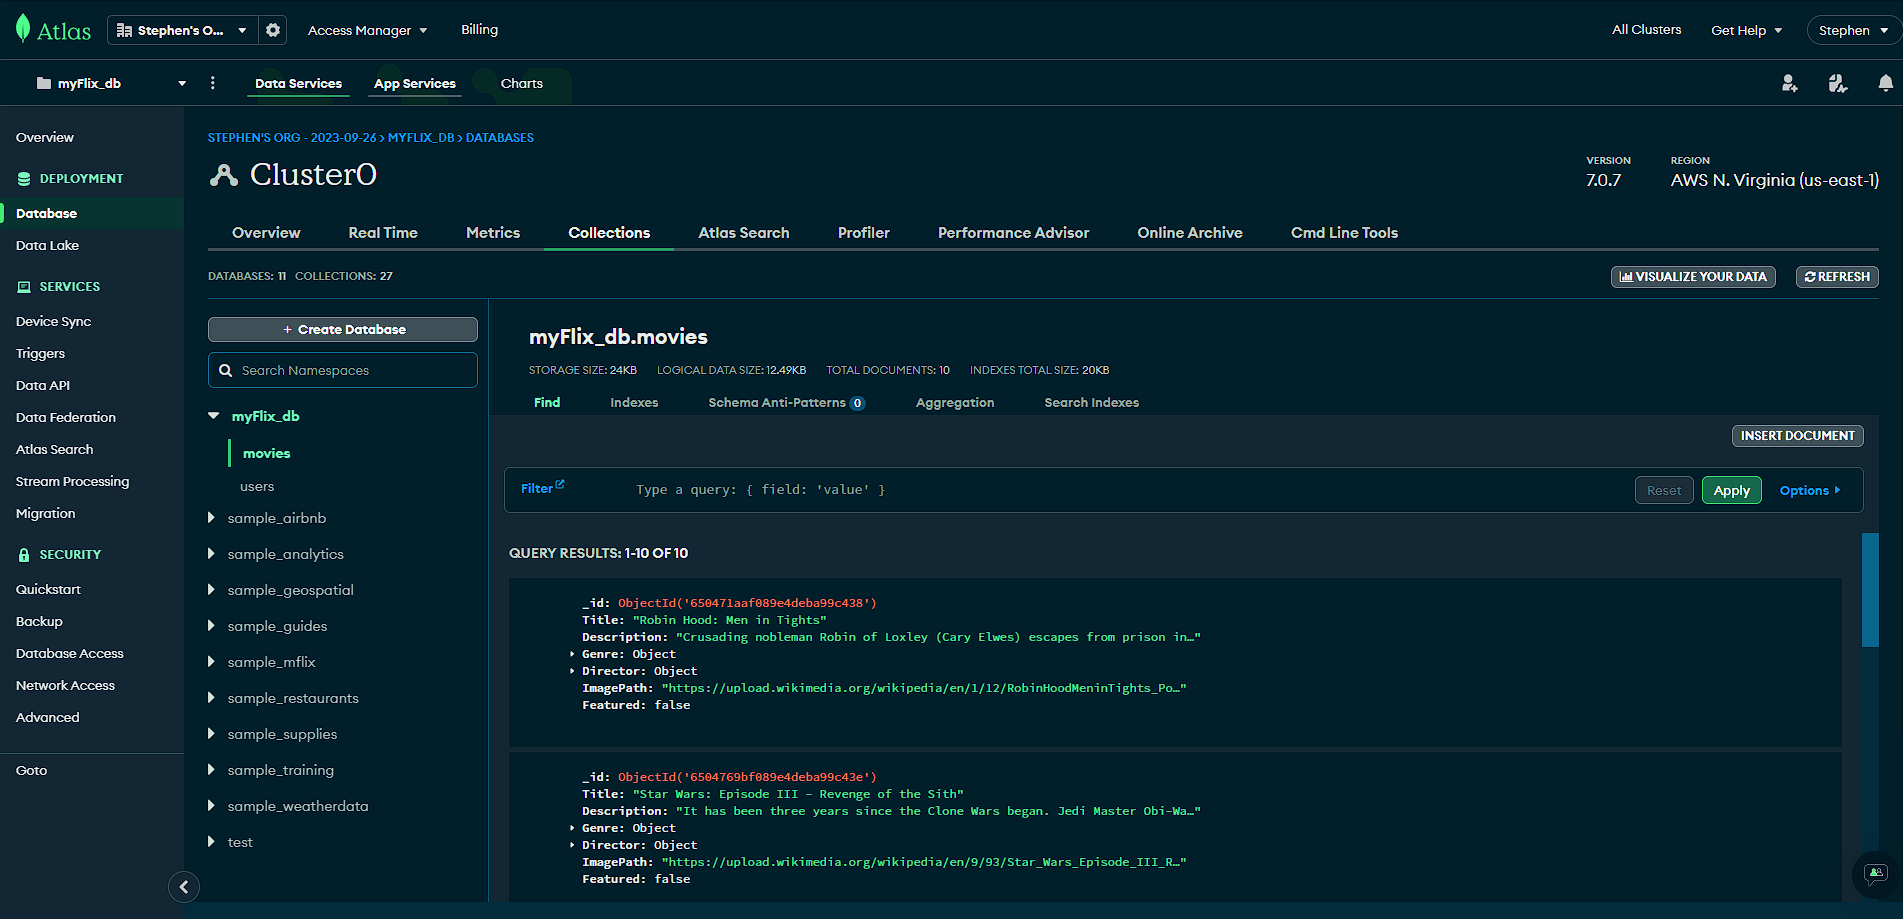 Atlas Stephen's O... Access Manager Billing All Clusters Get Help Stephen
myFlix_db Data Services App Services Charts
Overview
DEPLOYMENT
Database
Data Lake
SERVICES
Device Sync
Triggers
Data API
Data Federation
Atlas Search
Stream Processing
Migration
SECURITY
Quickstart
Backup
Database Access
Network Access
Advanced
Goto
STEPHEN'S ORG - 2023-09-26 > MYFLIX_DB > DATABASES
Cluster0
VERSION
7.0.7
REGION
AWS N. Virginia (us-east-1)
Overview Real Time Metrics Collections Atlas Search Profiler Performance Advisor Online Archive Cmd Line Tools
DATABASES: 11 COLLECTIONS: 27
VISUALIZE YOUR DATA REFRESH
+ Create Database
Search Namespaces
myFlix_db
movies
users
sample_airbnb
sample_analytics
sample_geospatial
sample_guides
sample_mflix
sample_restaurants
sample_supplies
sample_training
sample_weatherdata
test
myFlix_db.movies
STORAGE SIZE: 24KB LOGICAL DATA SIZE: 12.49KB TOTAL DOCUMENTS: 10 INDEXES TOTAL SIZE: 20KB
Find Indexes Schema Anti-Patterns 0 Aggregation Search Indexes
INSERT DOCUMENT
Filter Type a query: { field: 'value' } Reset Apply Options
QUERY RESULTS: 1-10 OF 10
_id: ObjectId('650471aaf089e4deba99c438')
Title: "Robin Hood: Men in Tights"
Description: "Crusading nobleman Robin of Loxley (Cary Elwes) escapes from prison in…"
Genre: Object
Director: Object
ImagePath: "https://upload.wikimedia.org/wikipedia/en/1/12/RobinHoodMeninTights_Po…"
Featured: false
_id: ObjectId('6504769bf089e4deba99c43e')
Title: "Star Wars: Episode III - Revenge of the Sith"
Description: "It has been three years since the Clone Wars began. Jedi Master Obi-Wa…"
Genre: Object
Director: Object
ImagePath: "https://upload.wikimedia.org/wikipedia/en/9/93/Star_Wars_Episode_III_R…"
Featured: false